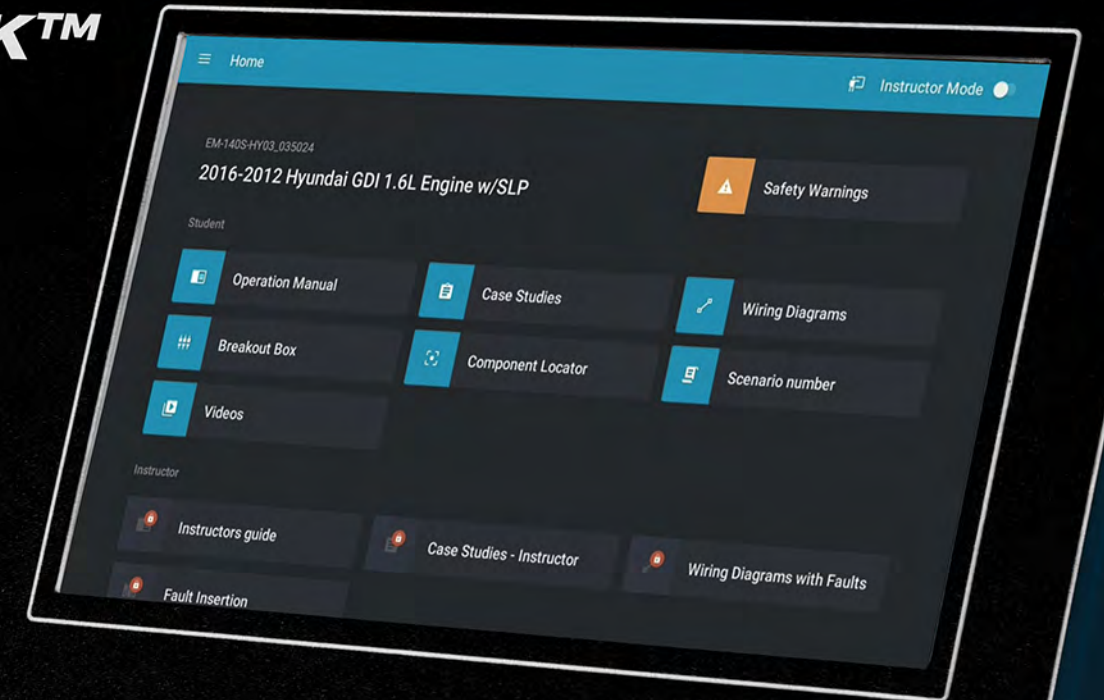 K™
Home
Instructor Mode
EM-140S-HY03_035024
2016-2012 Hyundai GDI 1.6L Engine w/SLP
Safety Warnings
Student
Operation Manual
Case Studies
Wiring Diagrams
Breakout Box
Component Locator
Scenario number
Videos
Instructor
Instructors guide
Case Studies - Instructor
Wiring Diagrams with Faults
Fault Insertion